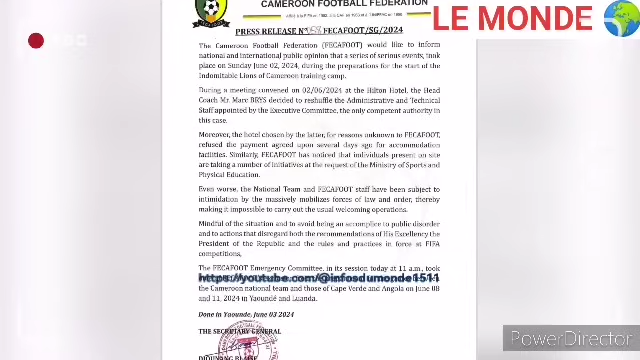 CAMEROON FOOTBALL FEDERATION
LE MONDE
PRESS RELEASE N° FECAFOOT/SG/2024
The Cameroon Football Federation (FECAFOOT) would like to inform
national and international public opinion that a series of serious events, took
place on Sunday June 02, 2024, during the preparations for the start of the
Indomitable Lions of Cameroon training camp.
During a meeting convened on 02/06/2024 at the Hilton Hotel, the Head
Coach Mr. Marc BRYS decided to reshuffle the Administrative and Technical
Staff appointed by the Executive Committee, the only competent authority in
this case.
Moreover, the hotel chosen by the latter, for reasons unknown to FECAFOOT,
refused the payment agreed upon several days ago for accommodation
facilities. Similarly, FECAFOOT has noticed that individuals present on site
are taking a number of initiatives at the request of the Ministry of Sports and
Physical Education.
Even worse, the National Team and FECAFOOT staff have been subject to
intimidation by the massively mobilizes forces of law and order, thereby
making it impossible to carry out the usual welcoming operations.
Mindful of the situation and to avoid being an accomplice to public disorder
and to actions that disregard both the recommendations of His Excellency the
President of the Republic and the rules and practices in force at FIFA
competitions,
The FECAFOOT Emergency Committee, in its session today at 11 a.m., took
https://youtube.com/@infosdumonde1511
the Cameroon national team and those of Cape Verde and Angola on June 08
and 11, 2024 in Yaoundé and Luanda.
Done in Yaounde, June 03 2024
THE SECRETARY GENERAL
PowerDirector